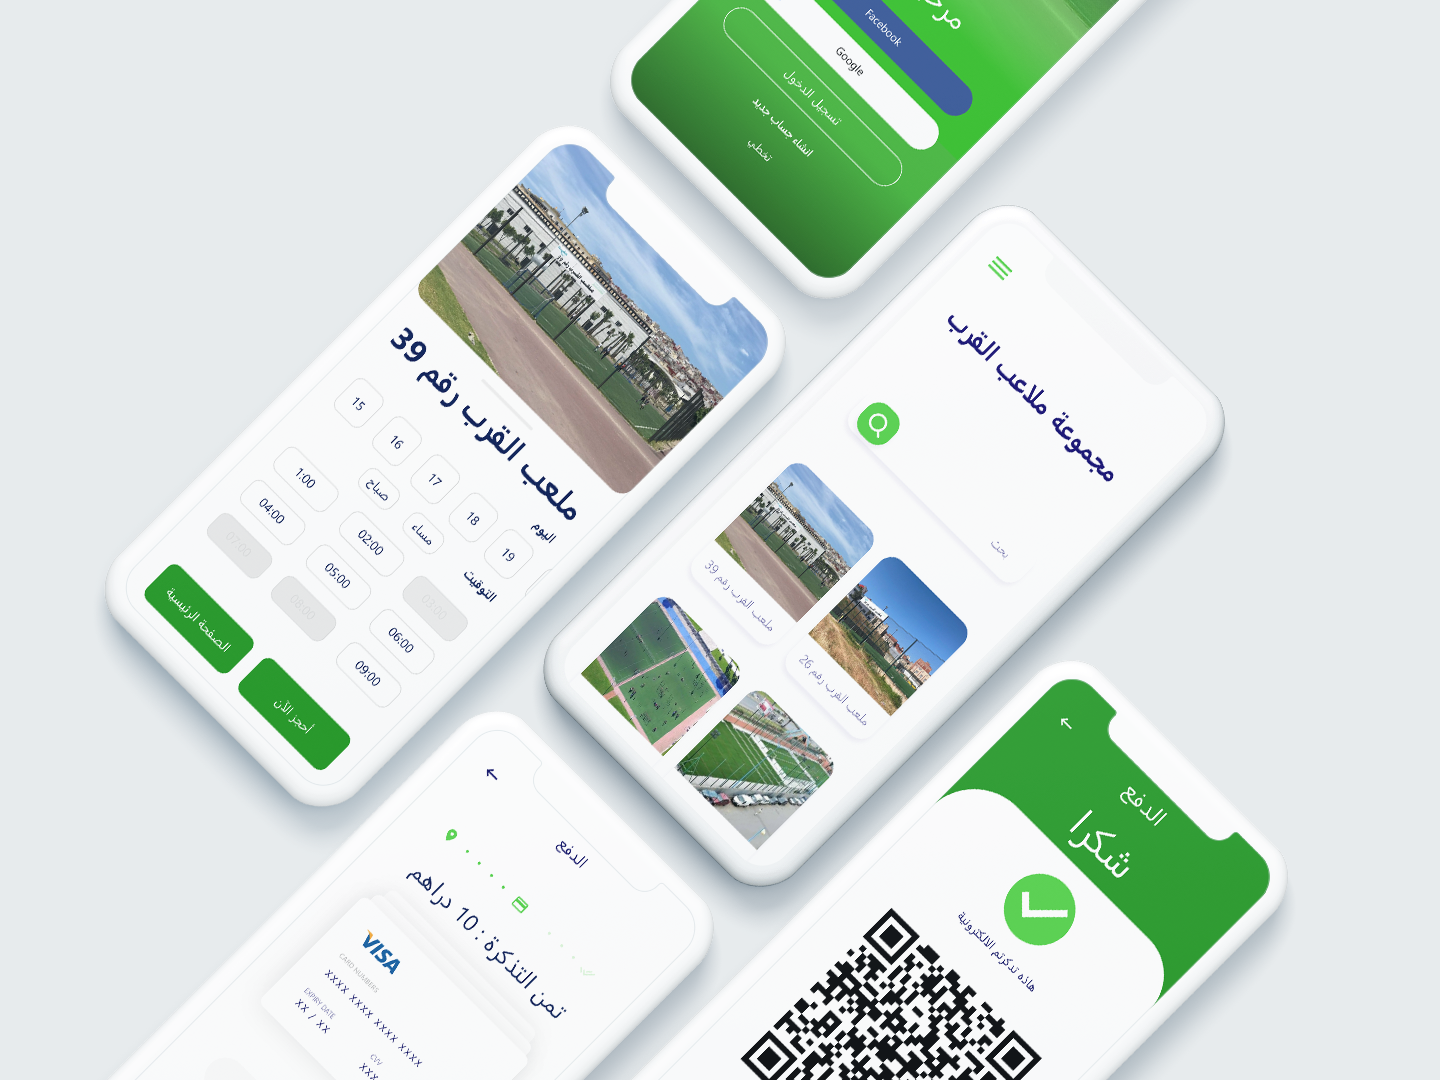 مرح
Facebook
Google
تسجيل الدخول
انشاء حساب جديد
تخطي
ملعب القرب رقم 39
اليوم
15
16
17
18
19
التوقيت
صباح
مساء
1:00
02:00
03:00
04:00
05:00
06:00
07:00
08:00
09:00
الصفحة الرئيسية
أحجز الآن
مجموعة ملاعب القرب
بحث
ملعب القرب رقم 39
ملعب القرب رقم 26
الدفع
تمن التذكرة : 10 دراهم
VISA
CARD NUMBERS
XXXX XXXX XXXX XXXX
EXPIRY DATE
XX / XX
CVV
XXX
الدفع
شكرا
هاذه تدكرتم الالكترونية